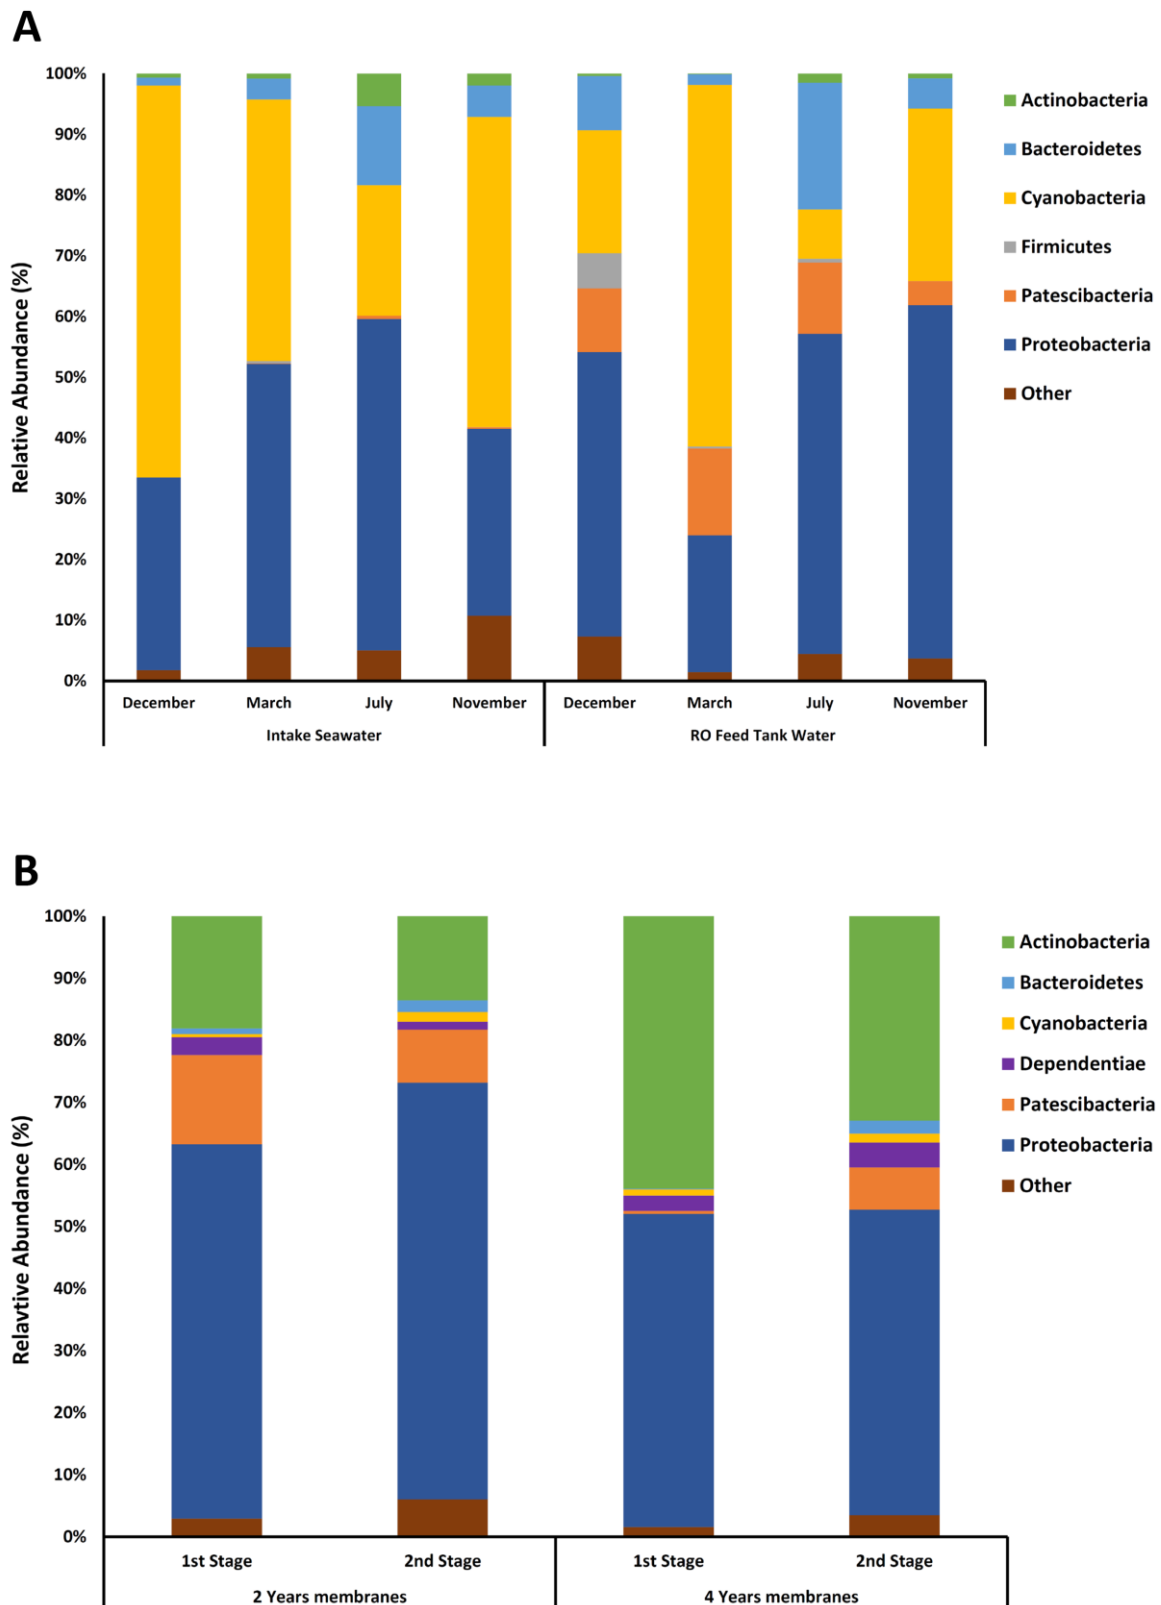 A
100%
90%
80%
70%
60%
50%
40%
30%
20%
10%
0%
Relative Abundance (%)
December March July November December March July November
Intake Seawater RO Feed Tank Water
Actinobacteria
Bacteroidetes
Cyanobacteria
Firmicutes
Patescibacteria
Proteobacteria
Other
B
100%
90%
80%
70%
60%
50%
40%
30%
20%
10%
0%
Relavtive Abundance (%)
1st Stage 2nd Stage 1st Stage 2nd Stage
2 Years membranes 4 Years membranes
Actinobacteria
Bacteroidetes
Cyanobacteria
Dependentiae
Patescibacteria
Proteobacteria
Other